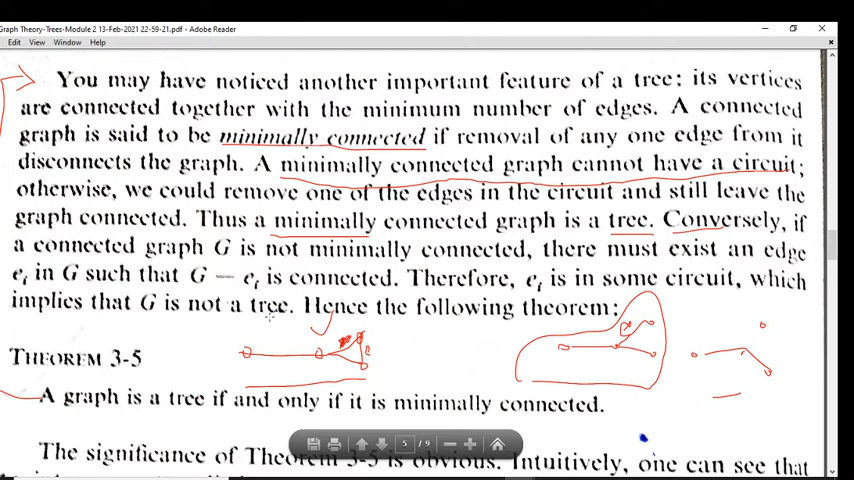 Graph Theory-Trees-Module 2 13-Feb-2021 22-59-21.pdf - Adobe Reader
Edit View Window Help
You may have noticed another important feature of a tree: its vertices
are connected together with the minimum number of edges. A connected
graph is said to be minimally connected if removal of any one edge from it
disconnects the graph. A minimally connected graph cannot have a circuit;
otherwise, we could remove one of the edges in the circuit and still leave the
graph connected. Thus a minimally connected graph is a tree. Conversely, if
a connected graph G is not minimally connected, there must exist an edge
eᵢ in G such that G − eᵢ is connected. Therefore, eᵢ is in some circuit, which
implies that G is not a tree. Hence the following theorem:
THEOREM 3-5
e
A graph is a tree if and only if it is minimally connected.
5 / 9
The significance of Theorem 3-5 is obvious. Intuitively, one can see that